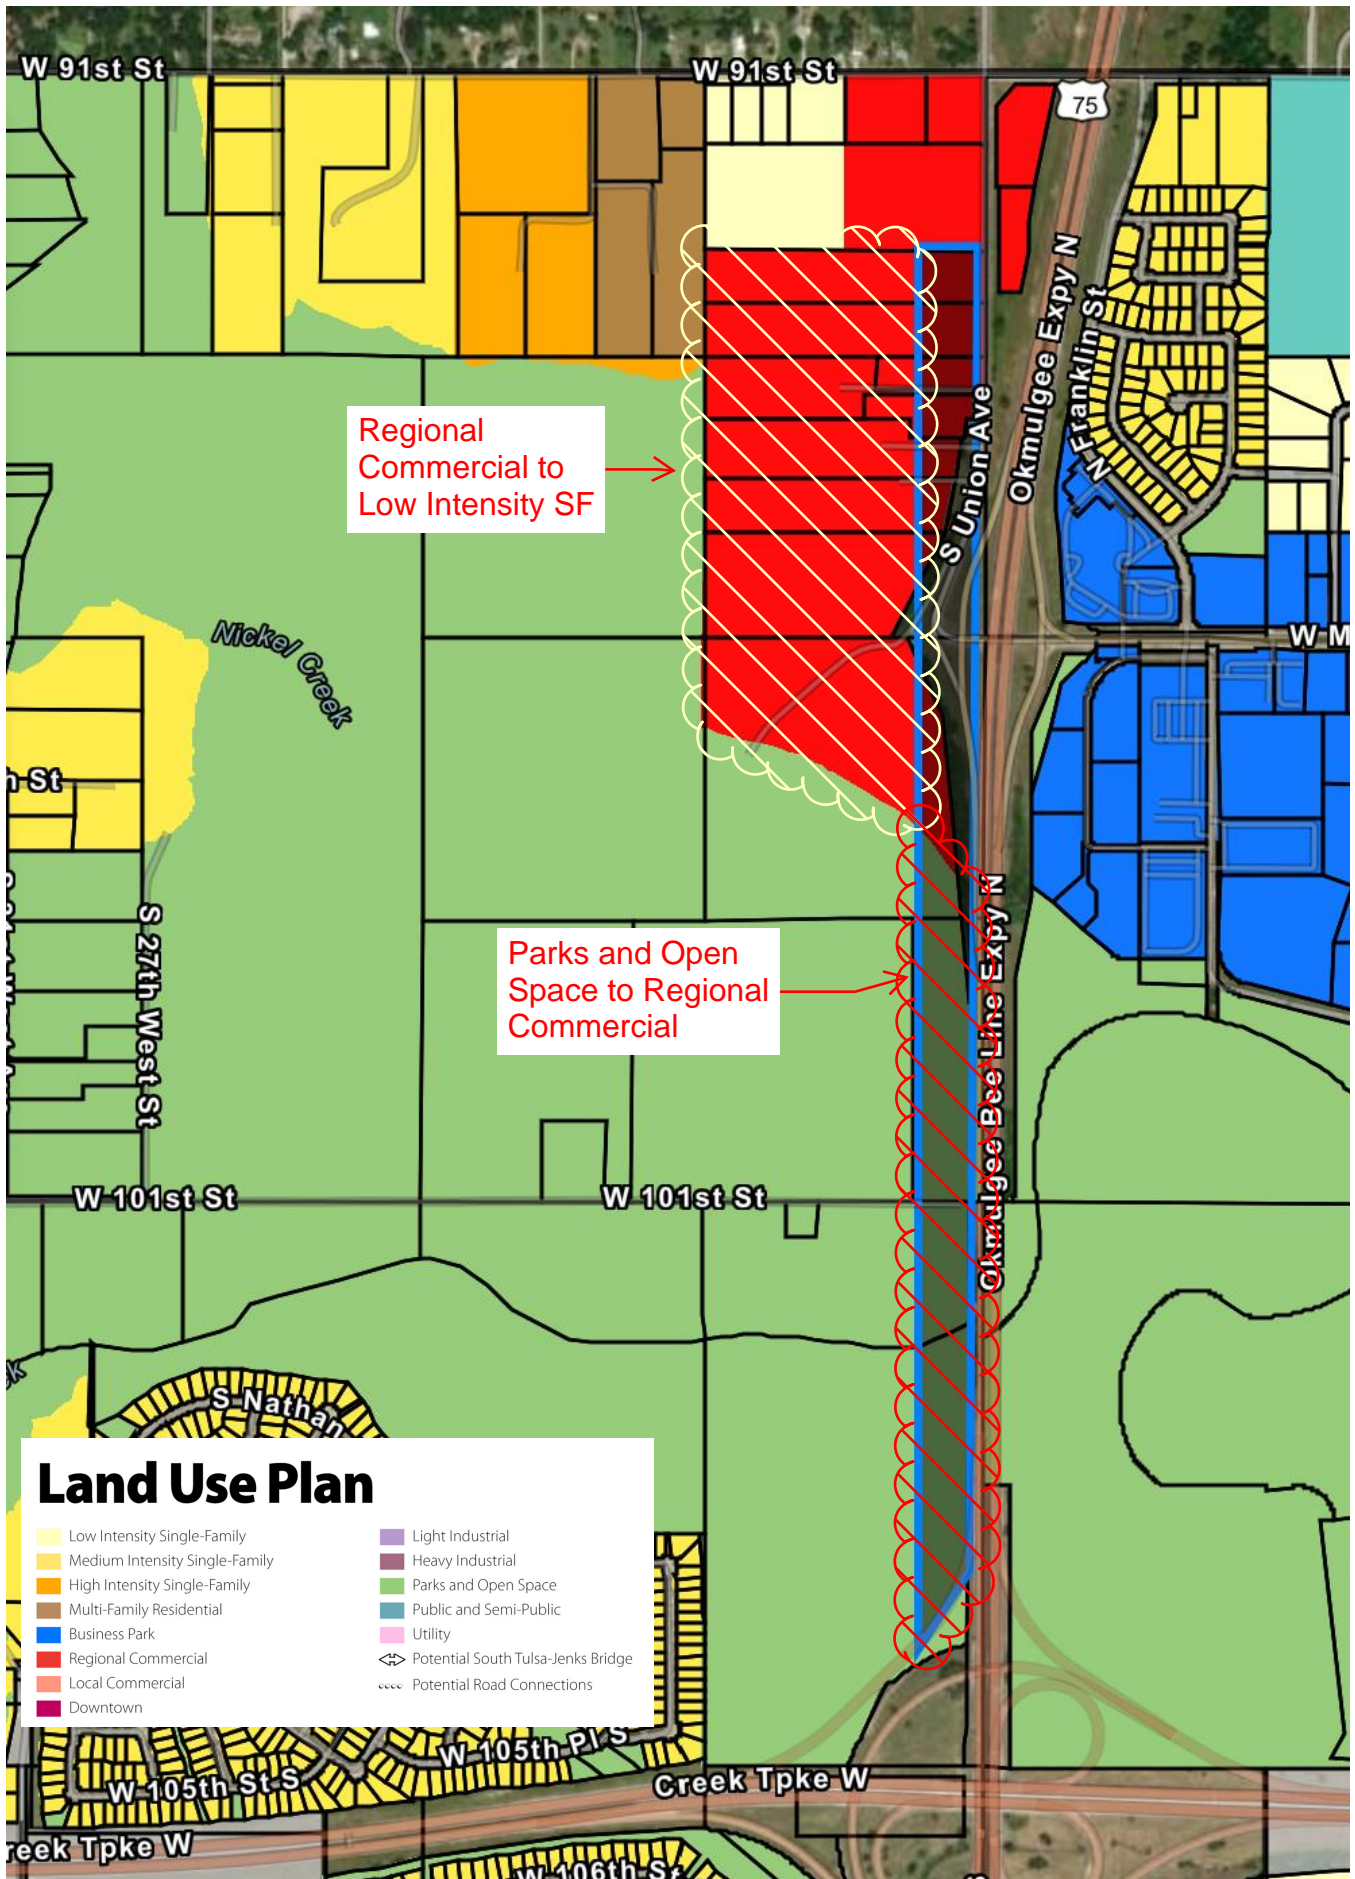 W 91st St
W 91st St
75
Okmulgee Expy N
N Franklin St
S Union Ave
Regional
Commercial to
Low Intensity SF
Nickel Creek
W M
h St
S 27th West St
Parks and Open
Space to Regional
Commercial
Okmulgee Bee Line Expy N
W 101st St
W 101st St
ek
S Nathan
Land Use Plan
Low Intensity Single-Family
Medium Intensity Single-Family
High Intensity Single-Family
Multi-Family Residential
Business Park
Regional Commercial
Local Commercial
Downtown
Light Industrial
Heavy Industrial
Parks and Open Space
Public and Semi-Public
Utility
Potential South Tulsa-Jenks Bridge
Potential Road Connections
W 105th Pl S
W 105th St S
Creek Tpke W
reek Tpke W
W 106th St